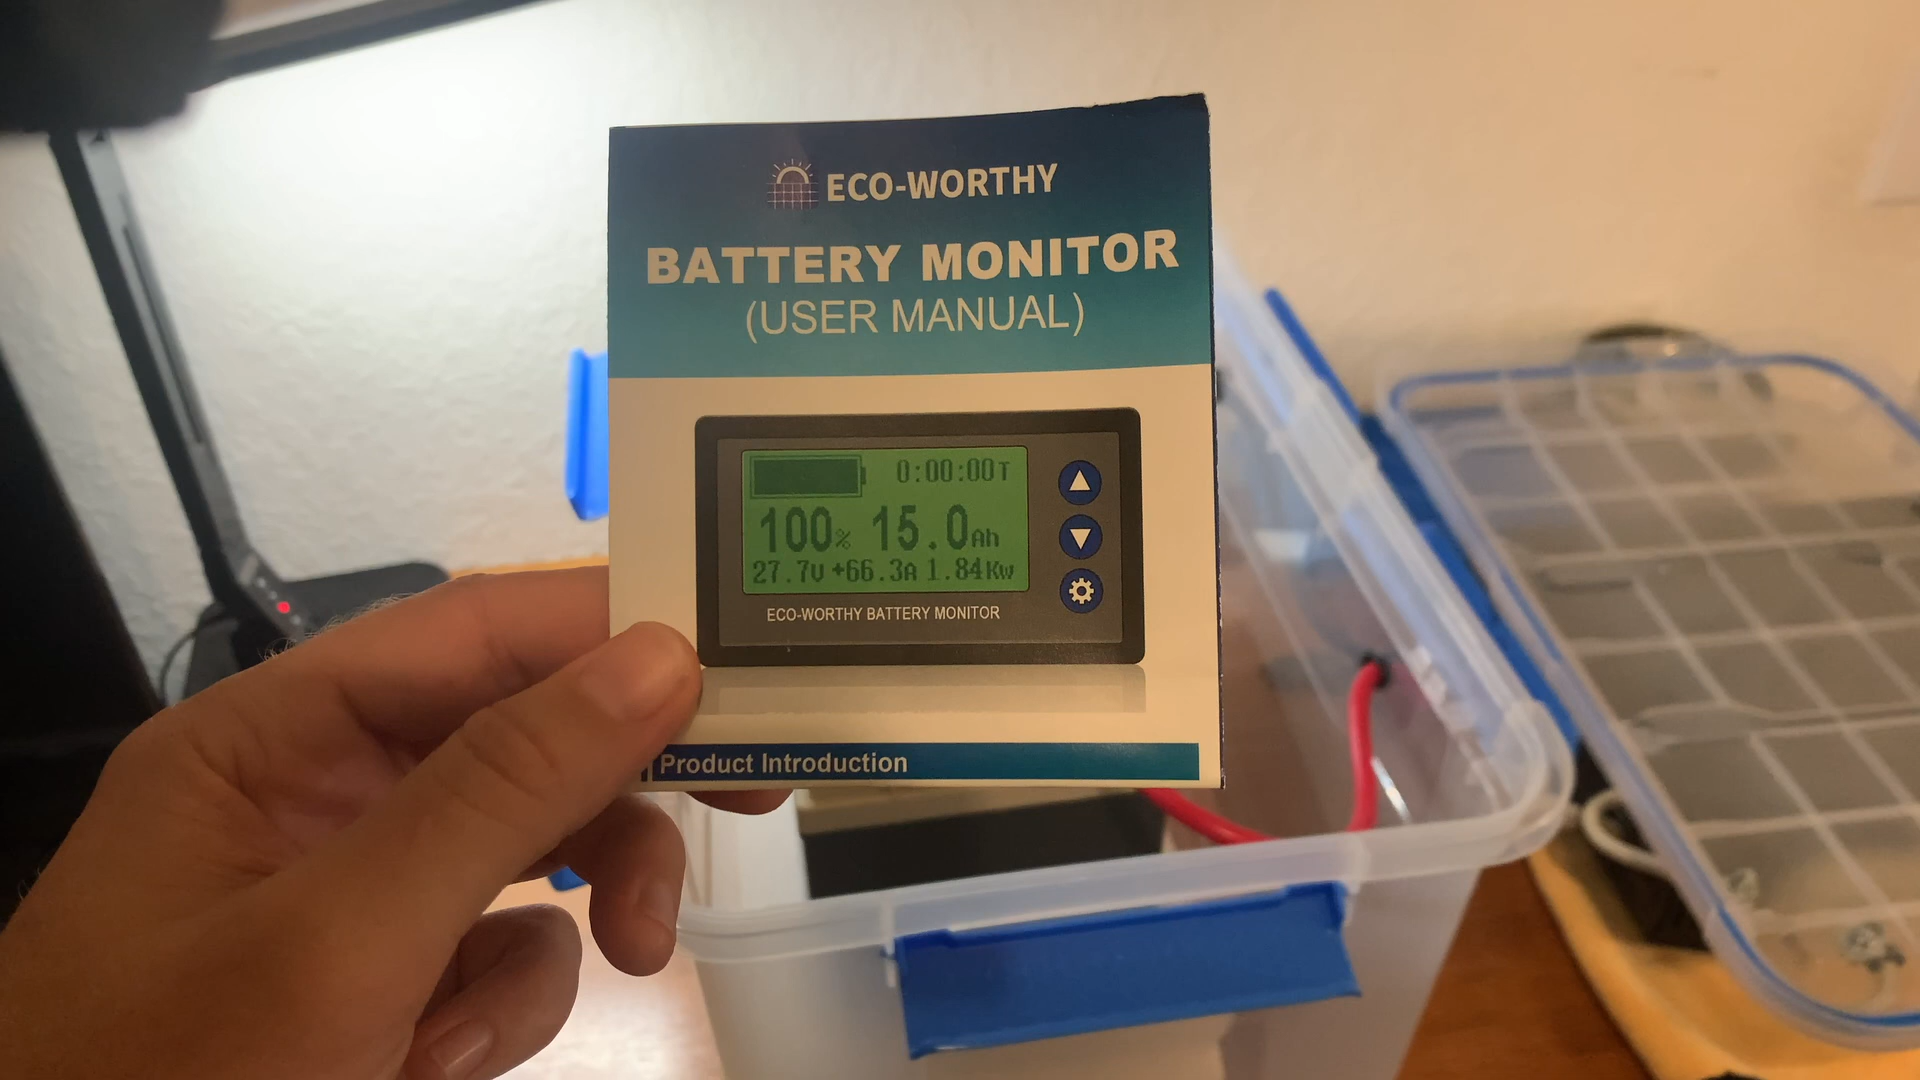 ECO-WORTHY
BATTERY MONITOR
(USER MANUAL)
0:00:00T
100% 15.0Ah
27.7V +66.3A 1.84Kw
ECO-WORTHY BATTERY MONITOR
Product Introduction